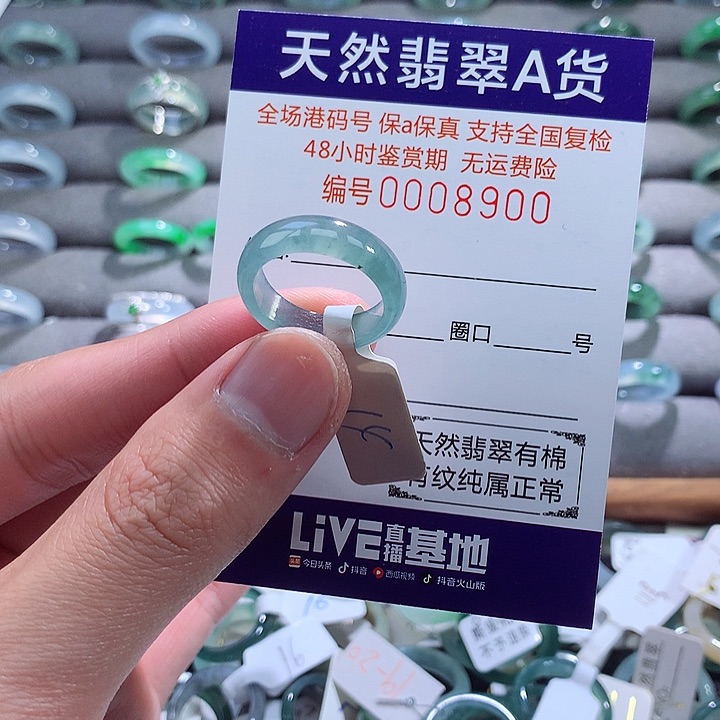 天然翡翠A货
全场港码号 保a保真 支持全国复检
48小时鉴赏期 无运费险
编号0008900
圈口 号
天然翡翠有棉
有纹纯属正常
LiVE直播基地
今日头条 抖音 西瓜视频 抖音火山版
16